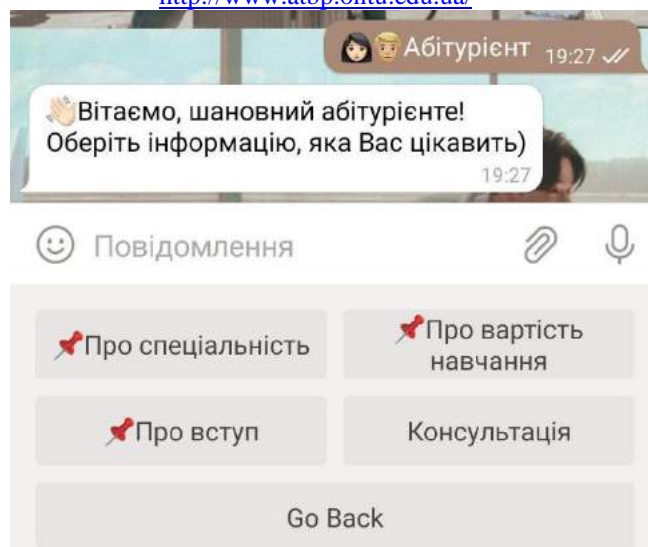 http://www.atbp.ontu.edu.ua/
👩🏻👨🏼Абітурієнт 19:27
👋🏻Вітаємо, шановний абітурієнте!
Оберіть інформацію, яка Вас цікавить)
19:27
Повідомлення
📌Про спеціальність
📌Про вартість
навчання
📌Про вступ
Консультація
Go Back